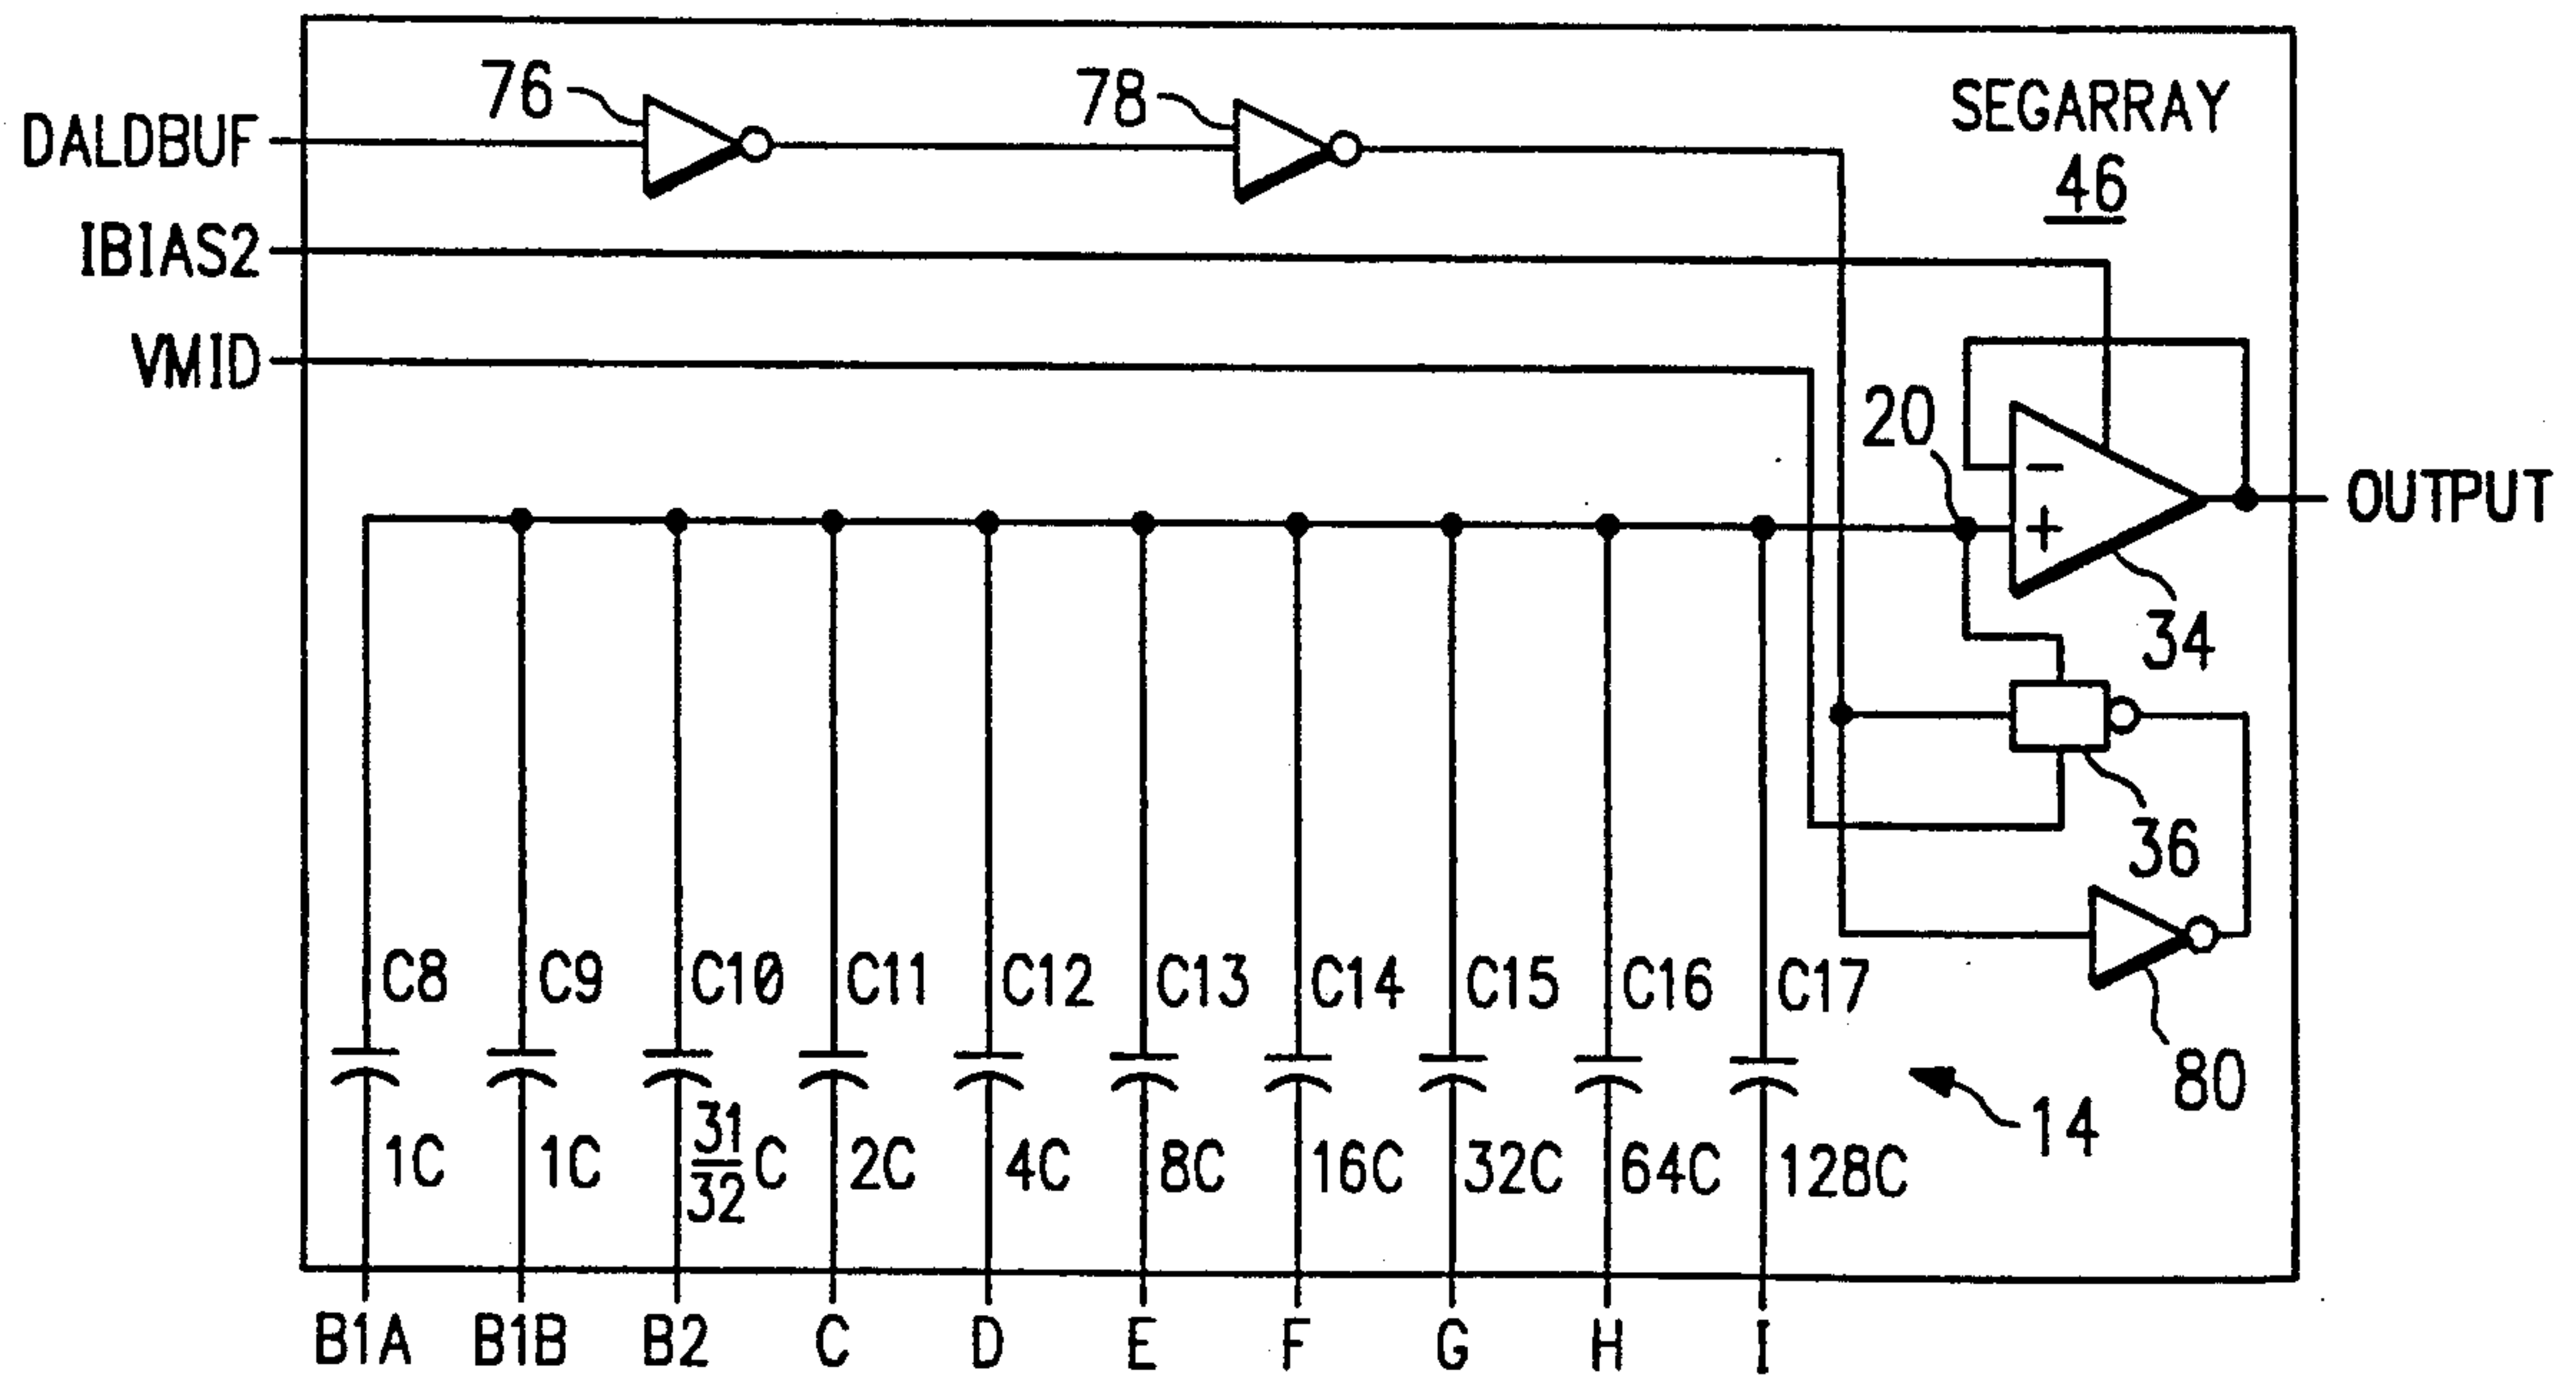 76
78
SEGARRAY
46
DALDBUF
IBIAS2
VMID
20
−
+
OUTPUT
34
36
80
14
C8
C9
C10
C11
C12
C13
C14
C15
C16
C17
1C
1C
31/32 C
2C
4C
8C
16C
32C
64C
128C
B1A
B1B
B2
C
D
E
F
G
H
I